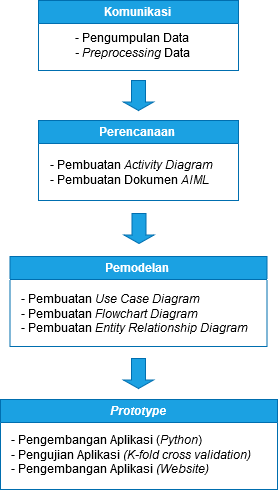 Komunikasi
- Pengumpulan Data
- Preprocessing Data
Perencanaan
- Pembuatan Activity Diagram
- Pembuatan Dokumen AIML
Pemodelan
- Pembuatan Use Case Diagram
- Pembuatan Flowchart Diagram
- Pembuatan Entity Relationship Diagram
Prototype
- Pengembangan Aplikasi (Python)
- Pengujian Aplikasi (K-fold cross validation)
- Pengembangan Aplikasi (Website)